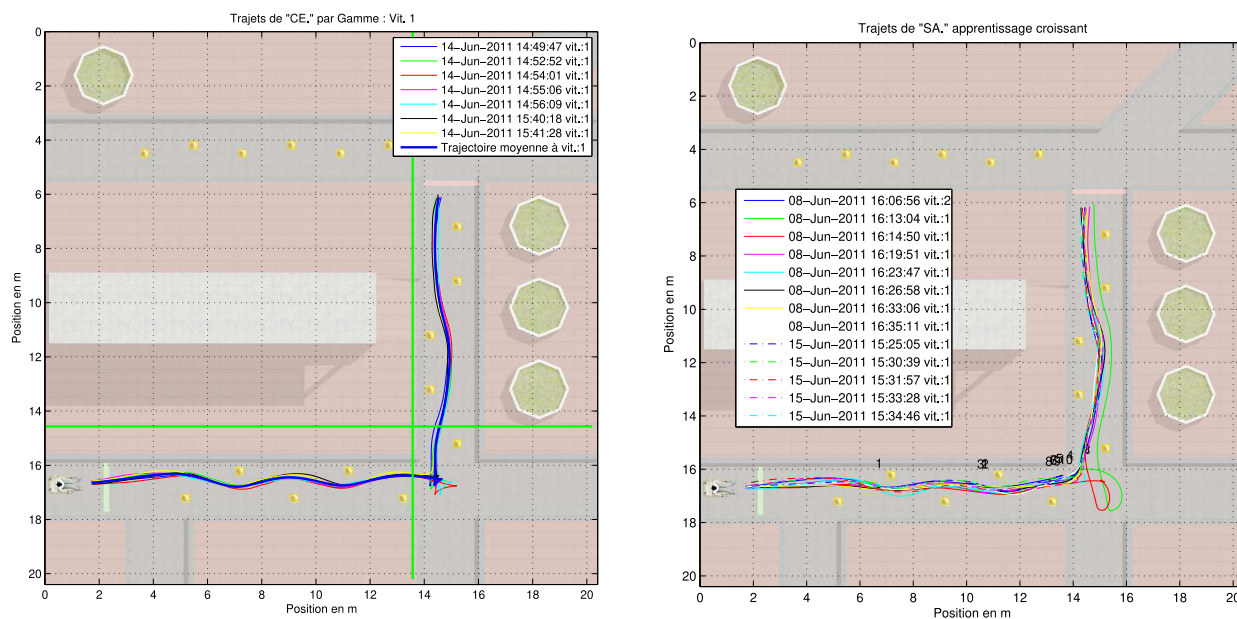 Trajets de "CE." par Gamme : Vit. 1
0
2
4
6
8
10
12
14
16
18
20
Position en m
14-Jun-2011 14:49:47 vit.:1
14-Jun-2011 14:52:52 vit.:1
14-Jun-2011 14:54:01 vit.:1
14-Jun-2011 14:55:06 vit.:1
14-Jun-2011 14:56:09 vit.:1
14-Jun-2011 15:40:18 vit.:1
14-Jun-2011 15:41:28 vit.:1
Trajectoire moyenne à vit.:1
0 2 4 6 8 10 12 14 16 18 20
Position en m
Trajets de "SA." apprentissage croissant
0
2
4
6
8
10
12
14
16
18
20
Position en m
08-Jun-2011 16:06:56 vit.:2
08-Jun-2011 16:13:04 vit.:1
08-Jun-2011 16:14:50 vit.:1
08-Jun-2011 16:19:51 vit.:1
08-Jun-2011 16:23:47 vit.:1
08-Jun-2011 16:26:58 vit.:1
08-Jun-2011 16:33:06 vit.:1
08-Jun-2011 16:35:11 vit.:1
15-Jun-2011 15:25:05 vit.:1
15-Jun-2011 15:30:39 vit.:1
15-Jun-2011 15:31:57 vit.:1
15-Jun-2011 15:33:28 vit.:1
15-Jun-2011 15:34:46 vit.:1
1
4
0 2 4 6 8 10 12 14 16 18 20
Position en m